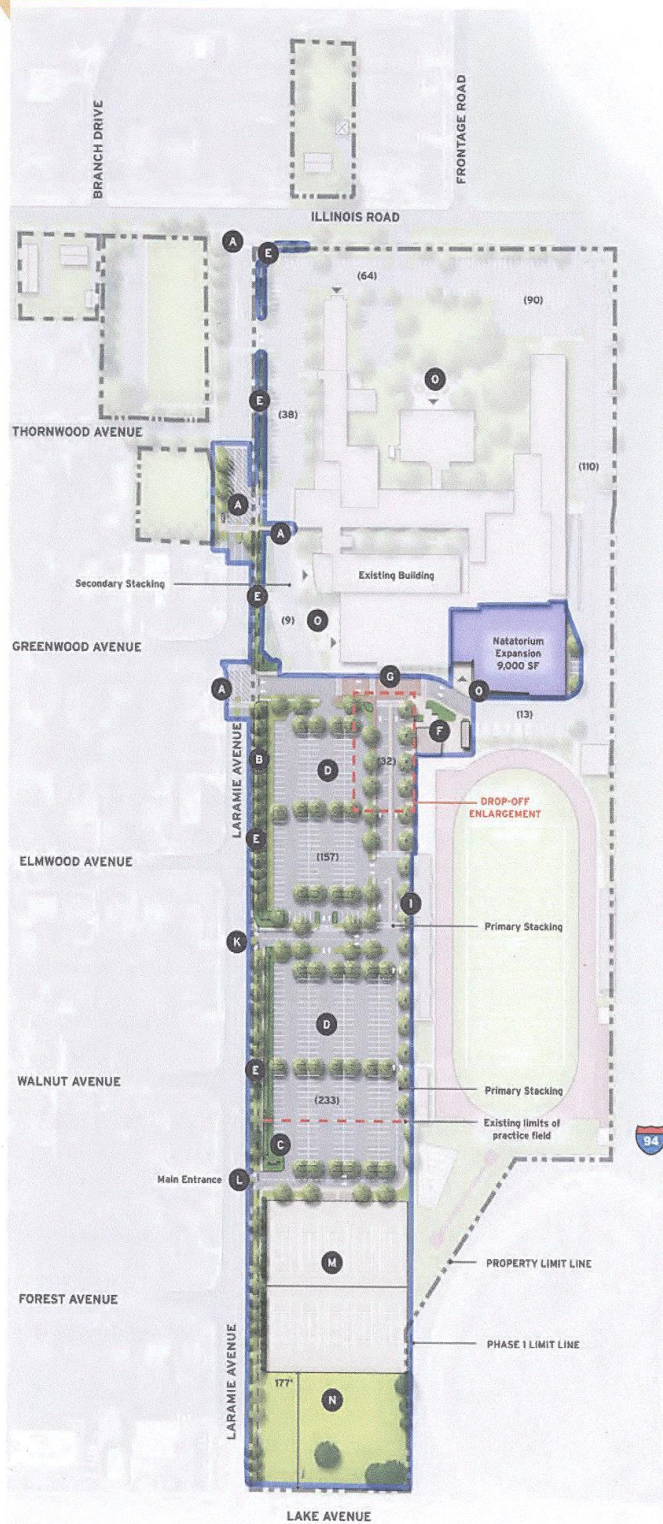 BRANCH DRIVE
FRONTAGE ROAD
ILLINOIS ROAD
A
E
(64)
(90)
O
E
(38)
THORNWOOD AVENUE
(110)
A
A
Existing Building
Secondary Stacking
E
(9)
O
GREENWOOD AVENUE
Natatorium
Expansion
9,000 SF
G
A
O
(13)
F
LARAMIE AVENUE
B
D
(32)
DROP-OFF
ENLARGEMENT
E
(157)
ELMWOOD AVENUE
I
Primary Stacking
K
D
E
WALNUT AVENUE
Primary Stacking
(233)
Existing limits of
practice field
94
C
Main Entrance
L
M
PROPERTY LIMIT LINE
FOREST AVENUE
PHASE 1 LIMIT LINE
LARAMIE AVENUE
177'
N
LAKE AVENUE